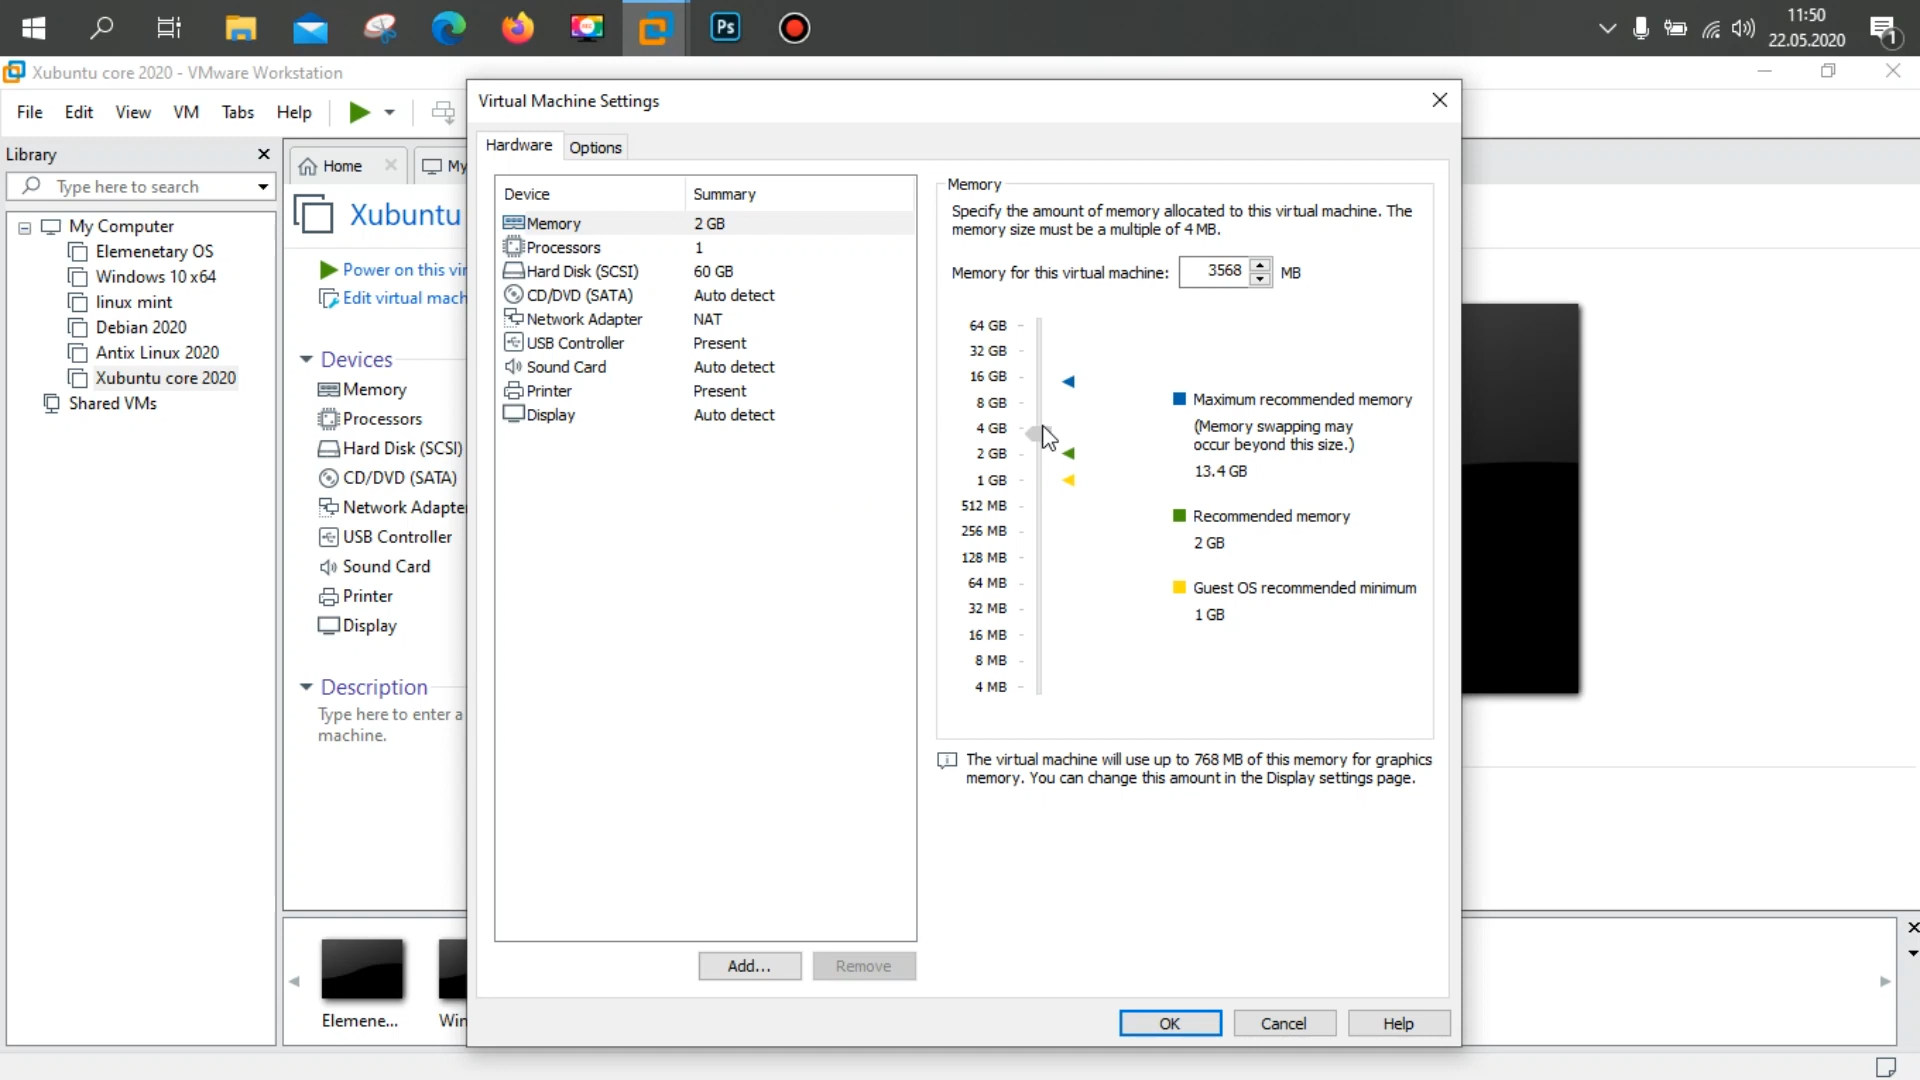 Ps
11:50
22.05.2020
1
Xubuntu core 2020 - VMware Workstation
File Edit View VM Tabs Help
Library
Type here to search
My Computer
Elemenetary OS
Windows 10 x64
linux mint
Debian 2020
Antix Linux 2020
Xubuntu core 2020
Shared VMs
Home
My
Xubuntu
Power on this vir
Edit virtual mach
Devices
Memory
Processors
Hard Disk (SCSI)
CD/DVD (SATA)
Network Adapte
USB Controller
Sound Card
Printer
Display
Description
Type here to enter a
machine.
Elemene...
Win
Virtual Machine Settings
Hardware Options
Device Summary
Memory 2 GB
Processors 1
Hard Disk (SCSI) 60 GB
CD/DVD (SATA) Auto detect
Network Adapter NAT
USB Controller Present
Sound Card Auto detect
Printer Present
Display Auto detect
Add...
Remove
Memory
Specify the amount of memory allocated to this virtual machine. The
memory size must be a multiple of 4 MB.
Memory for this virtual machine: 3568 MB
64 GB
32 GB
16 GB
8 GB
4 GB
2 GB
1 GB
512 MB
256 MB
128 MB
64 MB
32 MB
16 MB
8 MB
4 MB
Maximum recommended memory
(Memory swapping may
occur beyond this size.)
13.4 GB
Recommended memory
2 GB
Guest OS recommended minimum
1 GB
The virtual machine will use up to 768 MB of this memory for graphics
memory. You can change this amount in the Display settings page.
OK
Cancel
Help